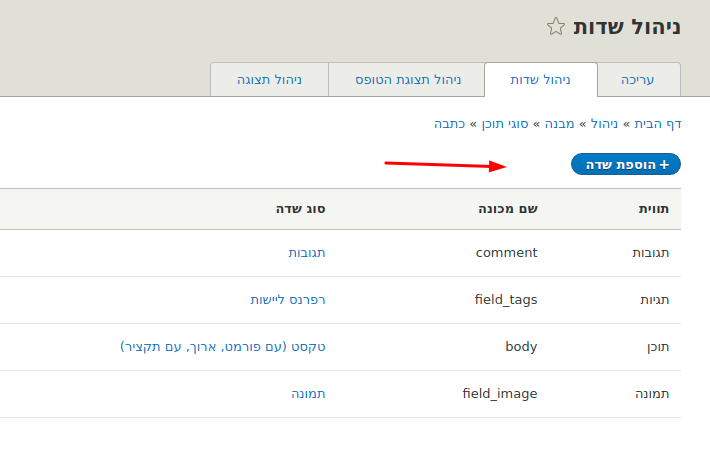 ניהול שדות
עריכה ניהול שדות ניהול תצוגת הטופס ניהול תצוגה
דף הבית » ניהול » מבנה » סוגי תוכן » כתבה
+ הוספת שדה
תווית שם מכונה סוג שדה
תגובות comment תגובות
תגיות field_tags רפרנס ליישות
תוכן body טקסט (עם פורמט, ארוך, עם תקציר)
תמונה field_image תמונה